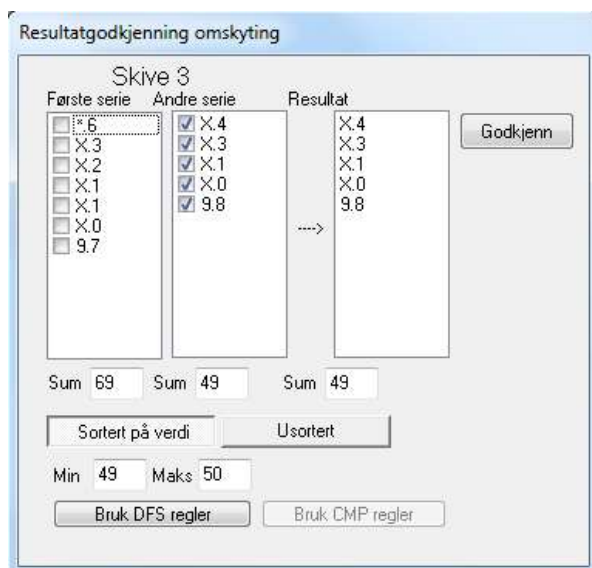 Resultatgodkjenning omskyting
Skive 3
Første serie Andre serie Resultat
*.6 X.4 X.4
X.3 X.3 X.3
X.2 X.1 X.1
X.1 X.0 X.0
X.1 9.8 9.8
X.0
9.7
---->
Godkjenn
Sum 69 Sum 49 Sum 49
Sortert på verdi Usortert
Min 49 Maks 50
Bruk DFS regler Bruk CMP regler